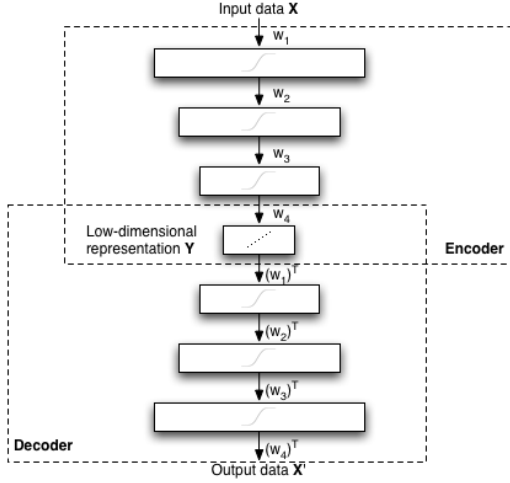 Input data X
w₁
w₂
w₃
w₄
Low-dimensional
representation Y
Encoder
(w₁)ᵀ
(w₂)ᵀ
(w₃)ᵀ
Decoder
(w₄)ᵀ
Output data X'